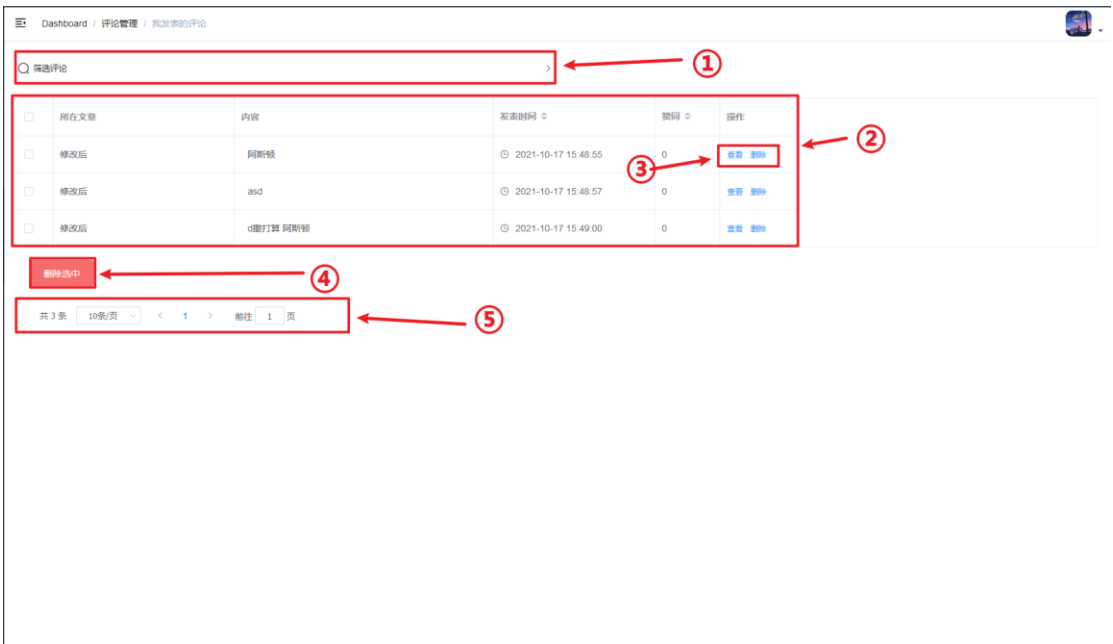 Dashboard / 评论管理 / 我发表的评论
筛选评论 ①
所在文章 内容 发表时间 赞同 操作
②
修改后 阿斯顿 2021-10-17 15:48:55 0 查看 删除
③
修改后 asd 2021-10-17 15:48:57 0 查看 删除
修改后 d撒打算 阿斯顿 2021-10-17 15:49:00 0 查看 删除
删除选中 ④
共 3 条 10条/页 < 1 > 前往 1 页 ⑤